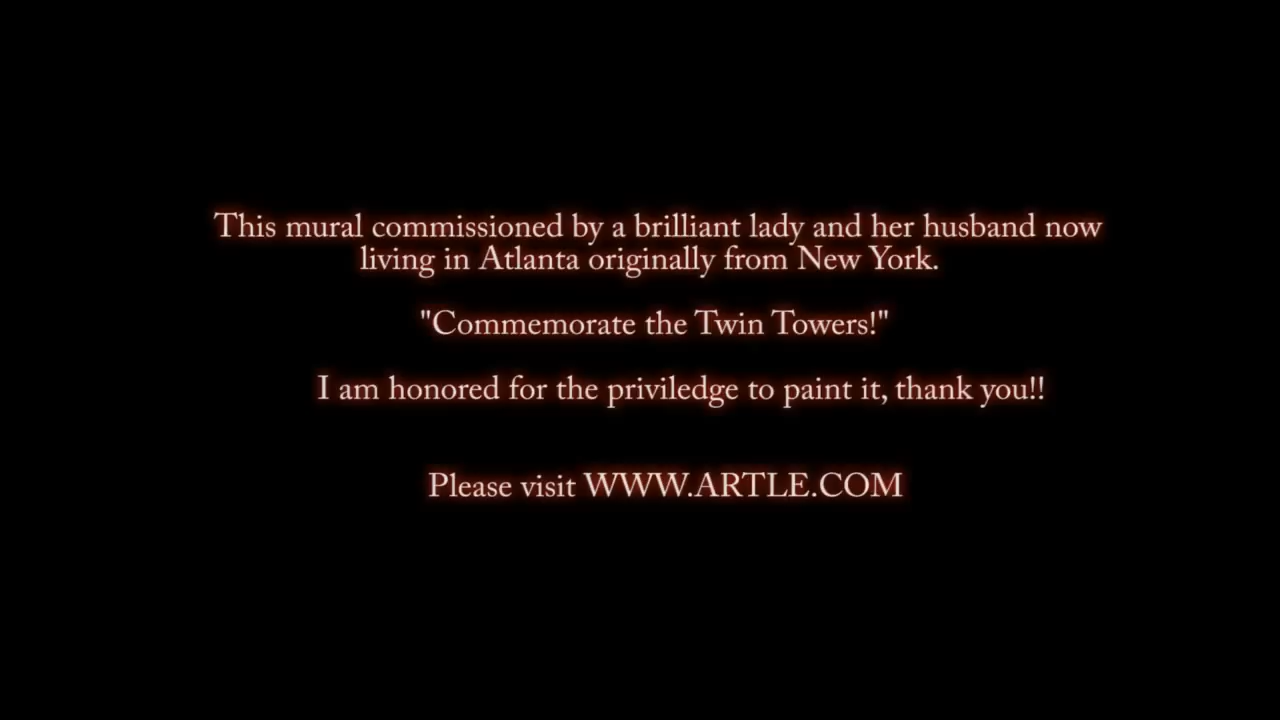 This mural commissioned by a brilliant lady and her husband now
living in Atlanta originally from New York.
"Commemorate the Twin Towers!"
I am honored for the priviledge to paint it, thank you!!
Please visit WWW.ARTLE.COM